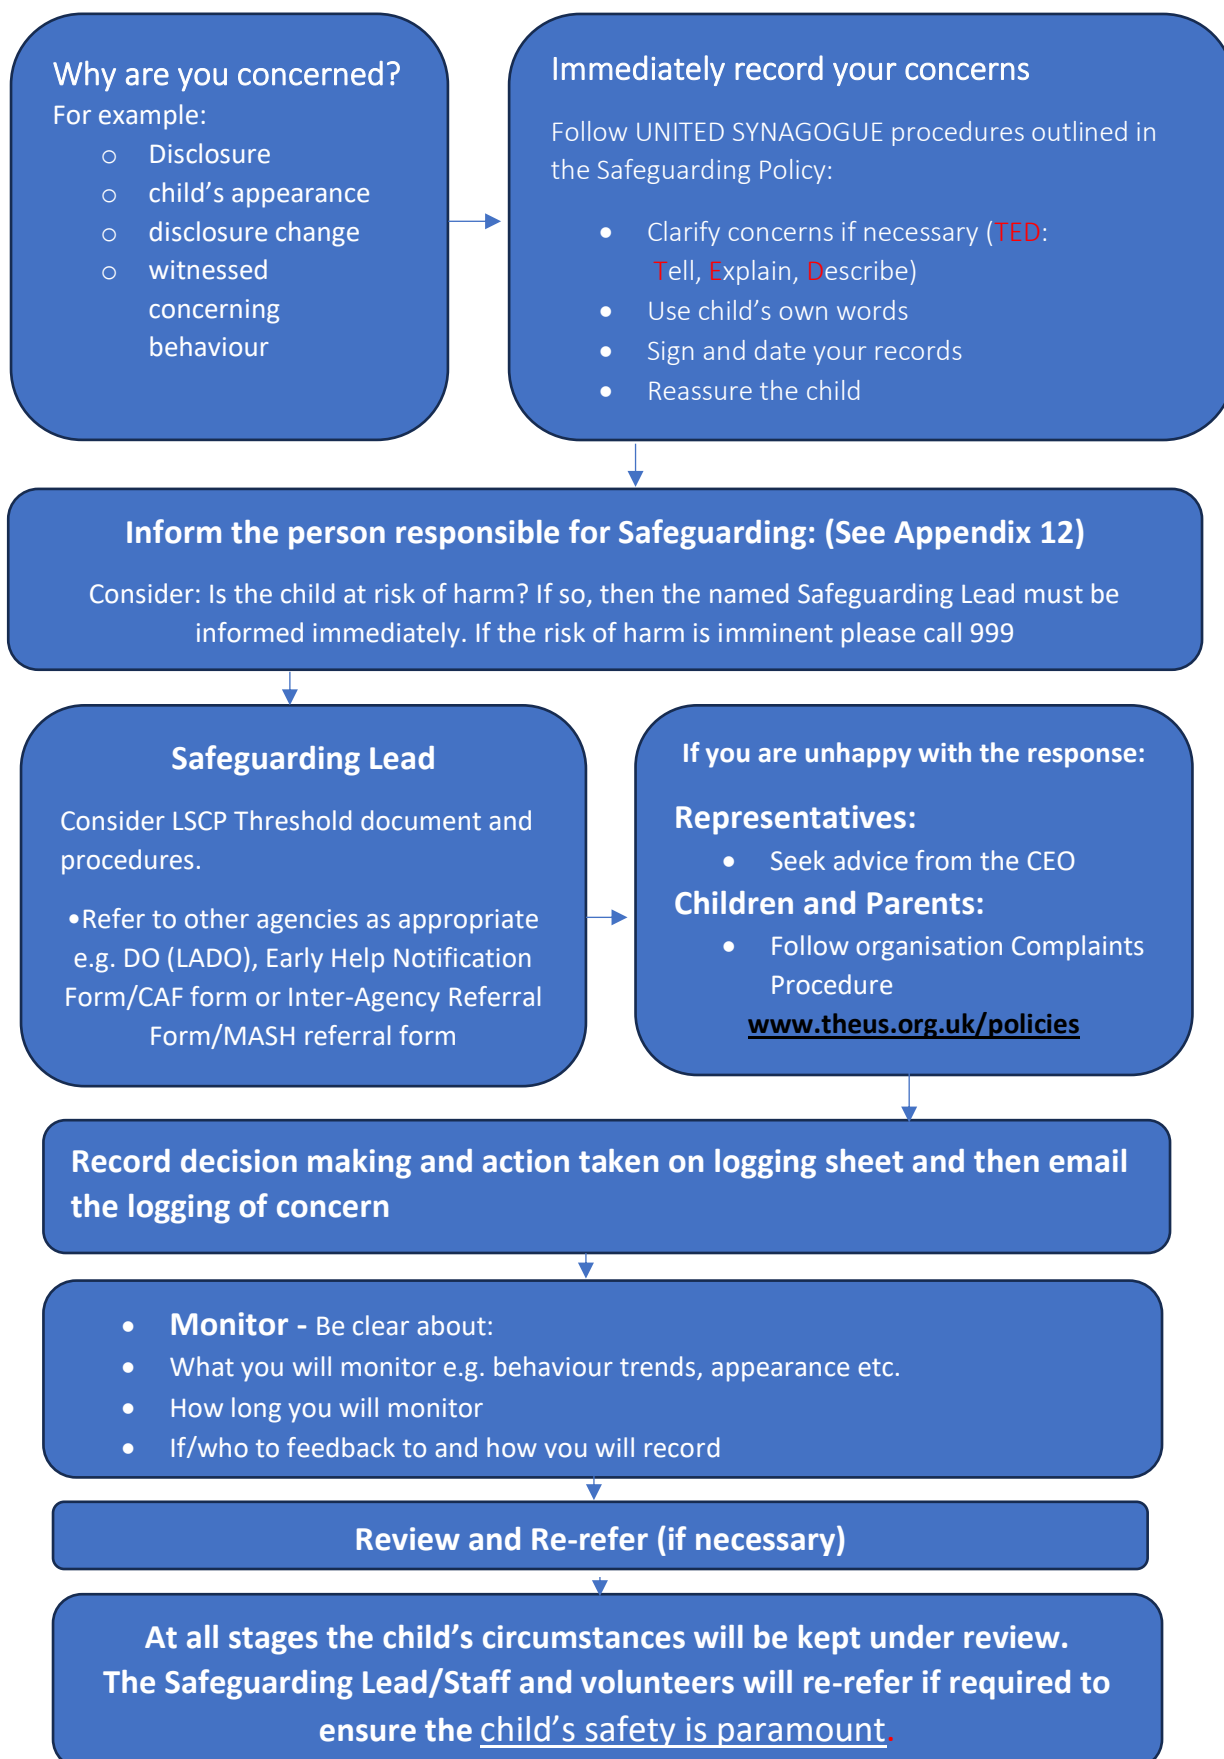 Why are you concerned?
For example:
o Disclosure
o child’s appearance
o disclosure change
o witnessed
concerning
behaviour
Immediately record your concerns
Follow UNITED SYNAGOGUE procedures outlined in
the Safeguarding Policy:
• Clarify concerns if necessary (TED:
Tell, Explain, Describe)
• Use child’s own words
• Sign and date your records
• Reassure the child
Inform the person responsible for Safeguarding: (See Appendix 12)
Consider: Is the child at risk of harm? If so, then the named Safeguarding Lead must be
informed immediately. If the risk of harm is imminent please call 999
Safeguarding Lead
Consider LSCP Threshold document and
procedures.
•Refer to other agencies as appropriate
e.g. DO (LADO), Early Help Notification
Form/CAF form or Inter-Agency Referral
Form/MASH referral form
If you are unhappy with the response:
Representatives:
• Seek advice from the CEO
Children and Parents:
• Follow organisation Complaints
Procedure
www.theus.org.uk/policies
Record decision making and action taken on logging sheet and then email
the logging of concern
• Monitor - Be clear about:
• What you will monitor e.g. behaviour trends, appearance etc.
• How long you will monitor
• If/who to feedback to and how you will record
Review and Re-refer (if necessary)
At all stages the child’s circumstances will be kept under review.
The Safeguarding Lead/Staff and volunteers will re-refer if required to
ensure the child’s safety is paramount.